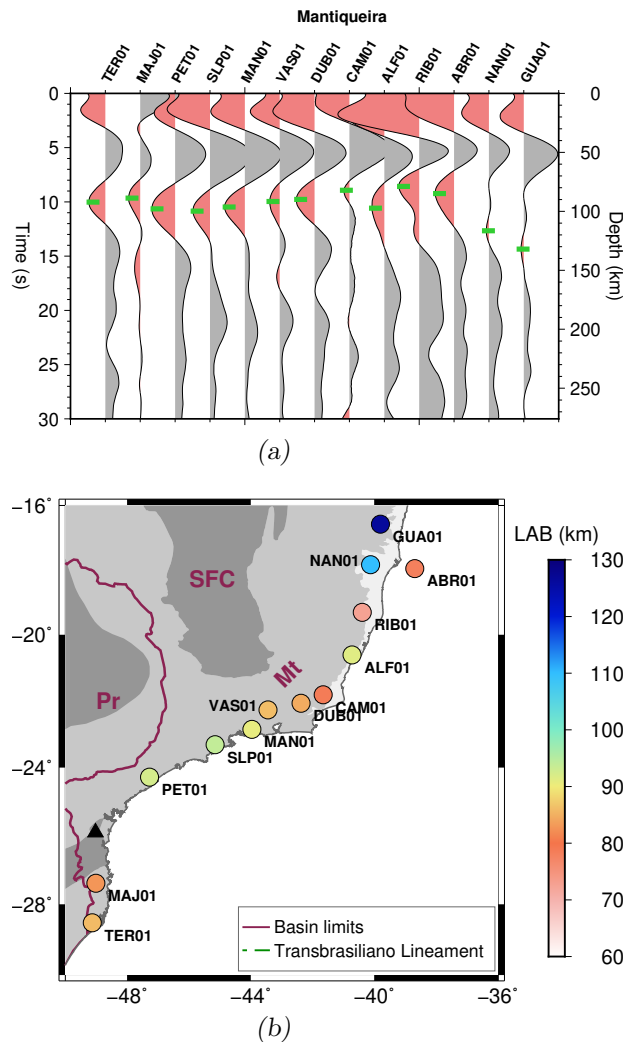 Mantiqueira
TER01 MAJ01 PET01 SLP01 MAN01 VAS01 DUB01 CAM01 ALF01 RIB01 ABR01 NAN01 GUA01
0 0
5 50
10 100
15 150
20 200
25 250
30
Time (s)
Depth (km)
(a)
−16
LAB (km)
GUA01
NAN01
ABR01
SFC
130
120
RIB01
−20
110
ALF01
Mt
Pr
100
VAS01
CAM01
DUB01
MAN01
90
SLP01
−24
PET01
80
MAJ01
70
−28
TER01
Basin limits
Transbrasiliano Lineament
60
−48˚ −44˚ −40˚ −36˚
(b)